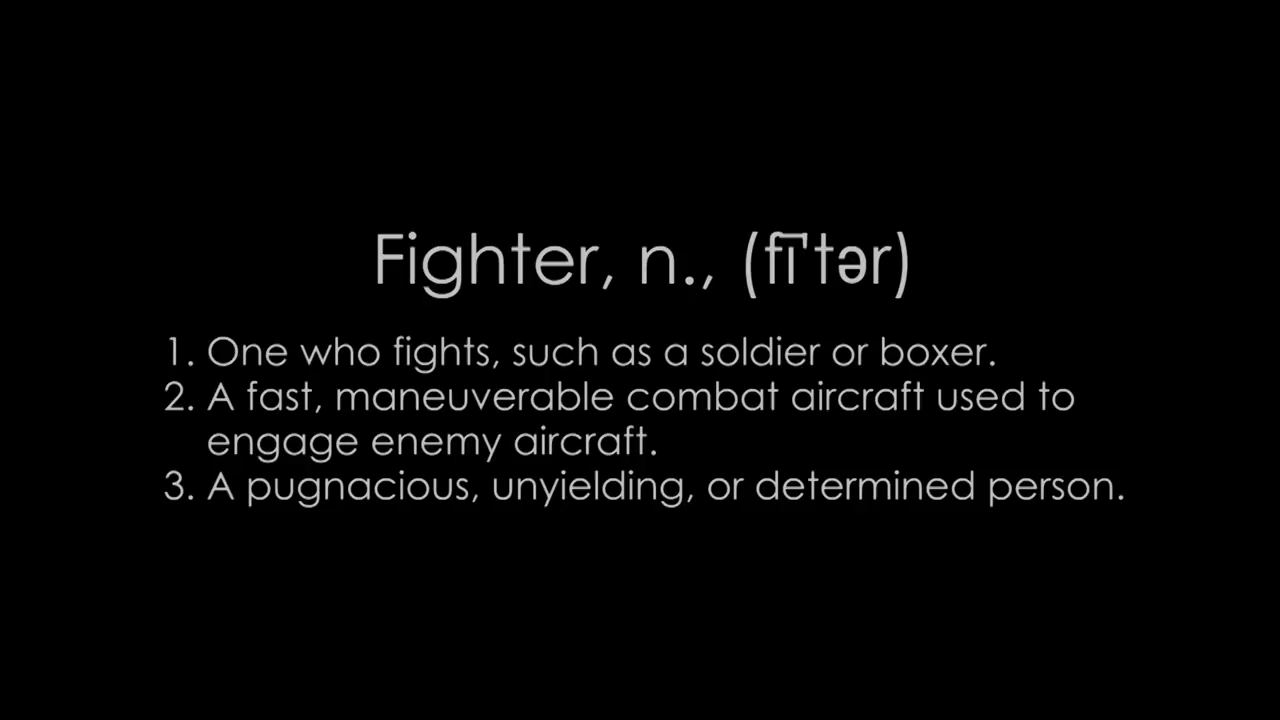 Fighter, n., (fī'tər)
1. One who fights, such as a soldier or boxer.
2. A fast, maneuverable combat aircraft used to
engage enemy aircraft.
3. A pugnacious, unyielding, or determined person.